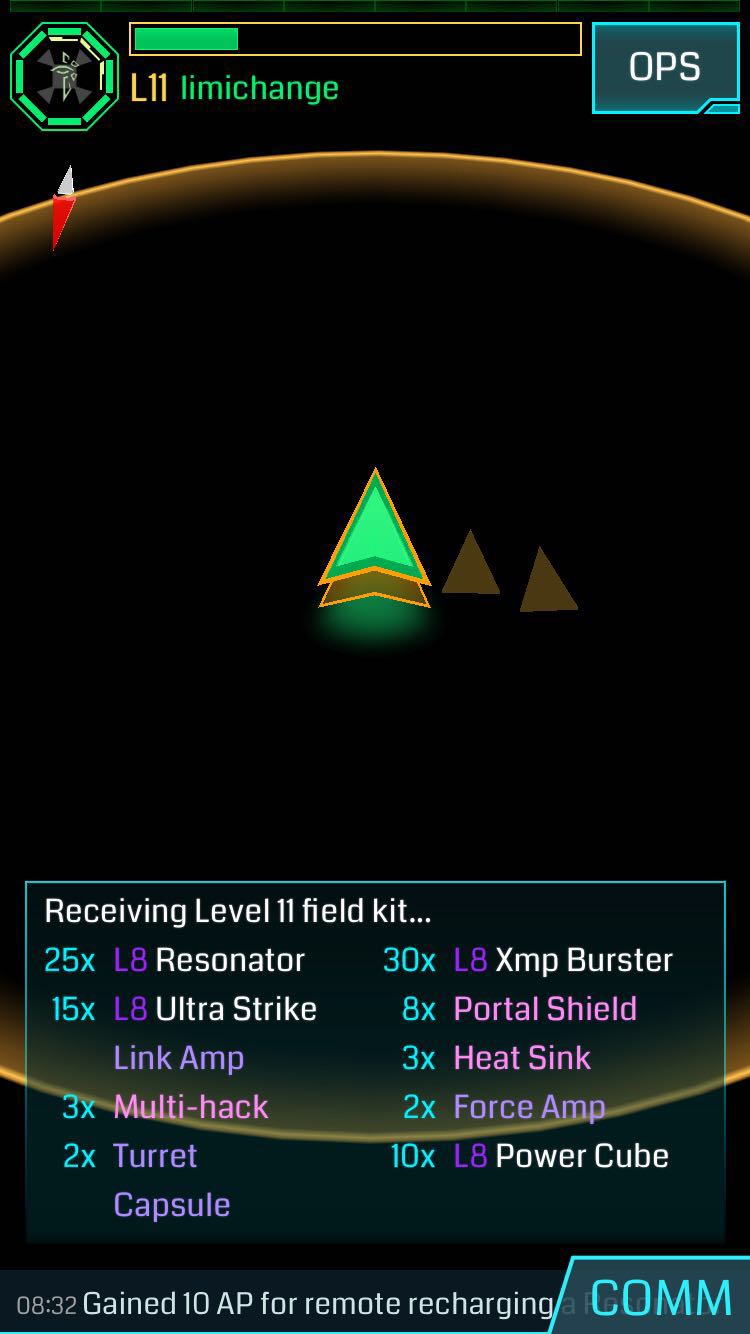 L11 limichange
OPS
Receiving Level 11 field kit...
25x L8 Resonator 30x L8 Xmp Burster
15x L8 Ultra Strike 8x Portal Shield
Link Amp 3x Heat Sink
3x Multi-hack 2x Force Amp
2x Turret 10x L8 Power Cube
Capsule
08:32 Gained 10 AP for remote recharging a Resonator
COMM